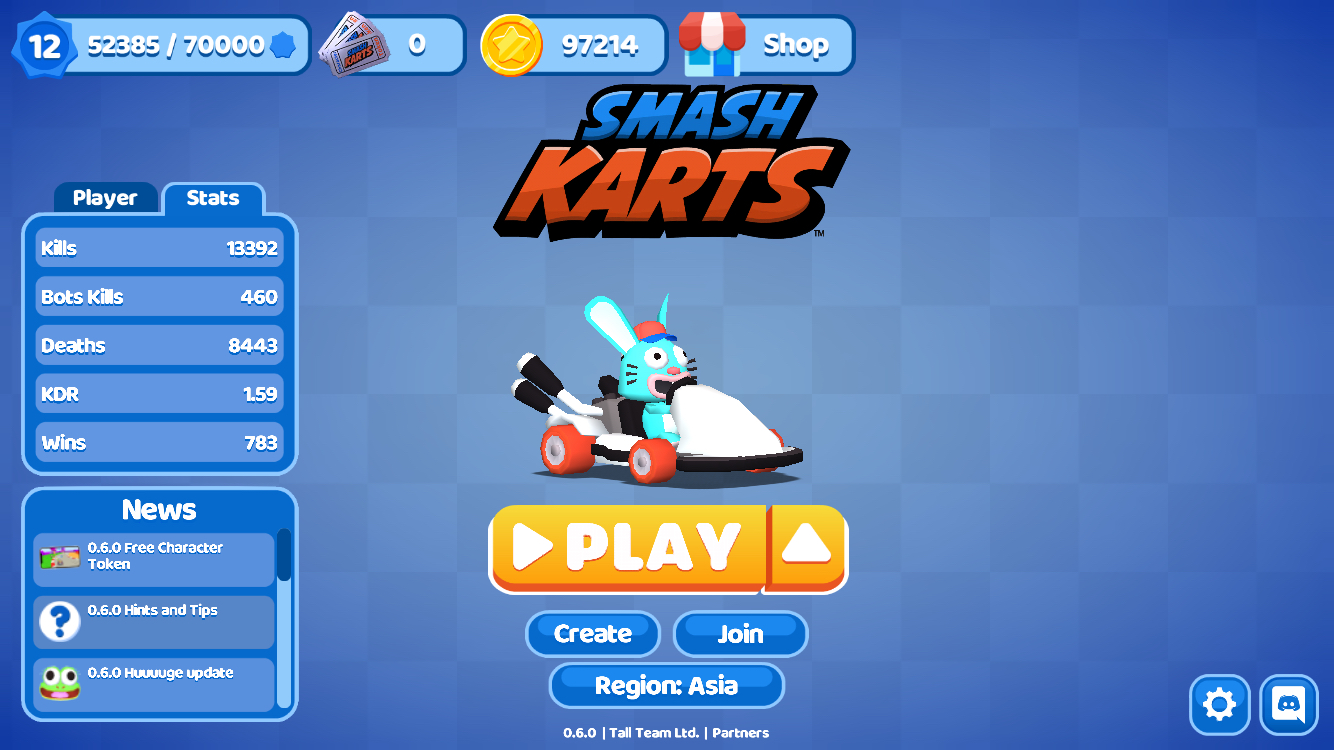 12
52385 / 70000
0
97214
Shop
SMASH
KARTS
SMASH
KARTS™
Player
Stats
Kills 13392
Bots Kills 460
Deaths 8443
KDR 1.59
Wins 783
News
0.6.0 Free Character
Token
0.6.0 Hints and Tips
?
0.6.0 Huuuuge update
PLAY
Create
Join
Region: Asia
0.6.0 | Tall Team Ltd. | Partners